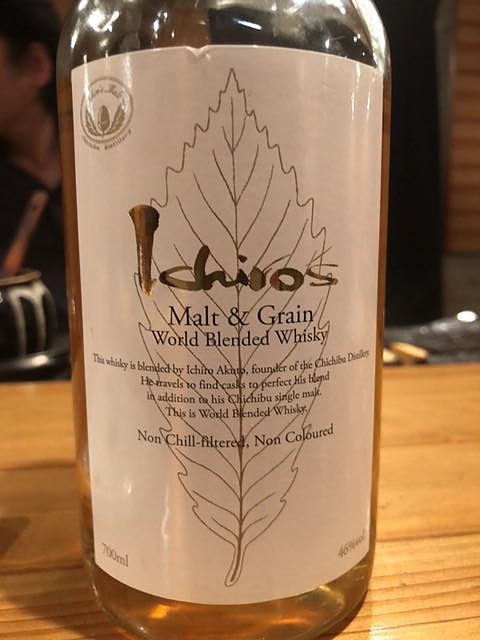 Ichiro's
Malt & Grain
World Blended Whisky
This whisky is blended by Ichiro Akuto, founder of the Chichibu Distillery.
He travels to find casks to perfect his blend
in addition to his Chichibu single malt.
This is World Blended Whisky.
Non Chill-filtered, Non Coloured
700ml
46%vol.